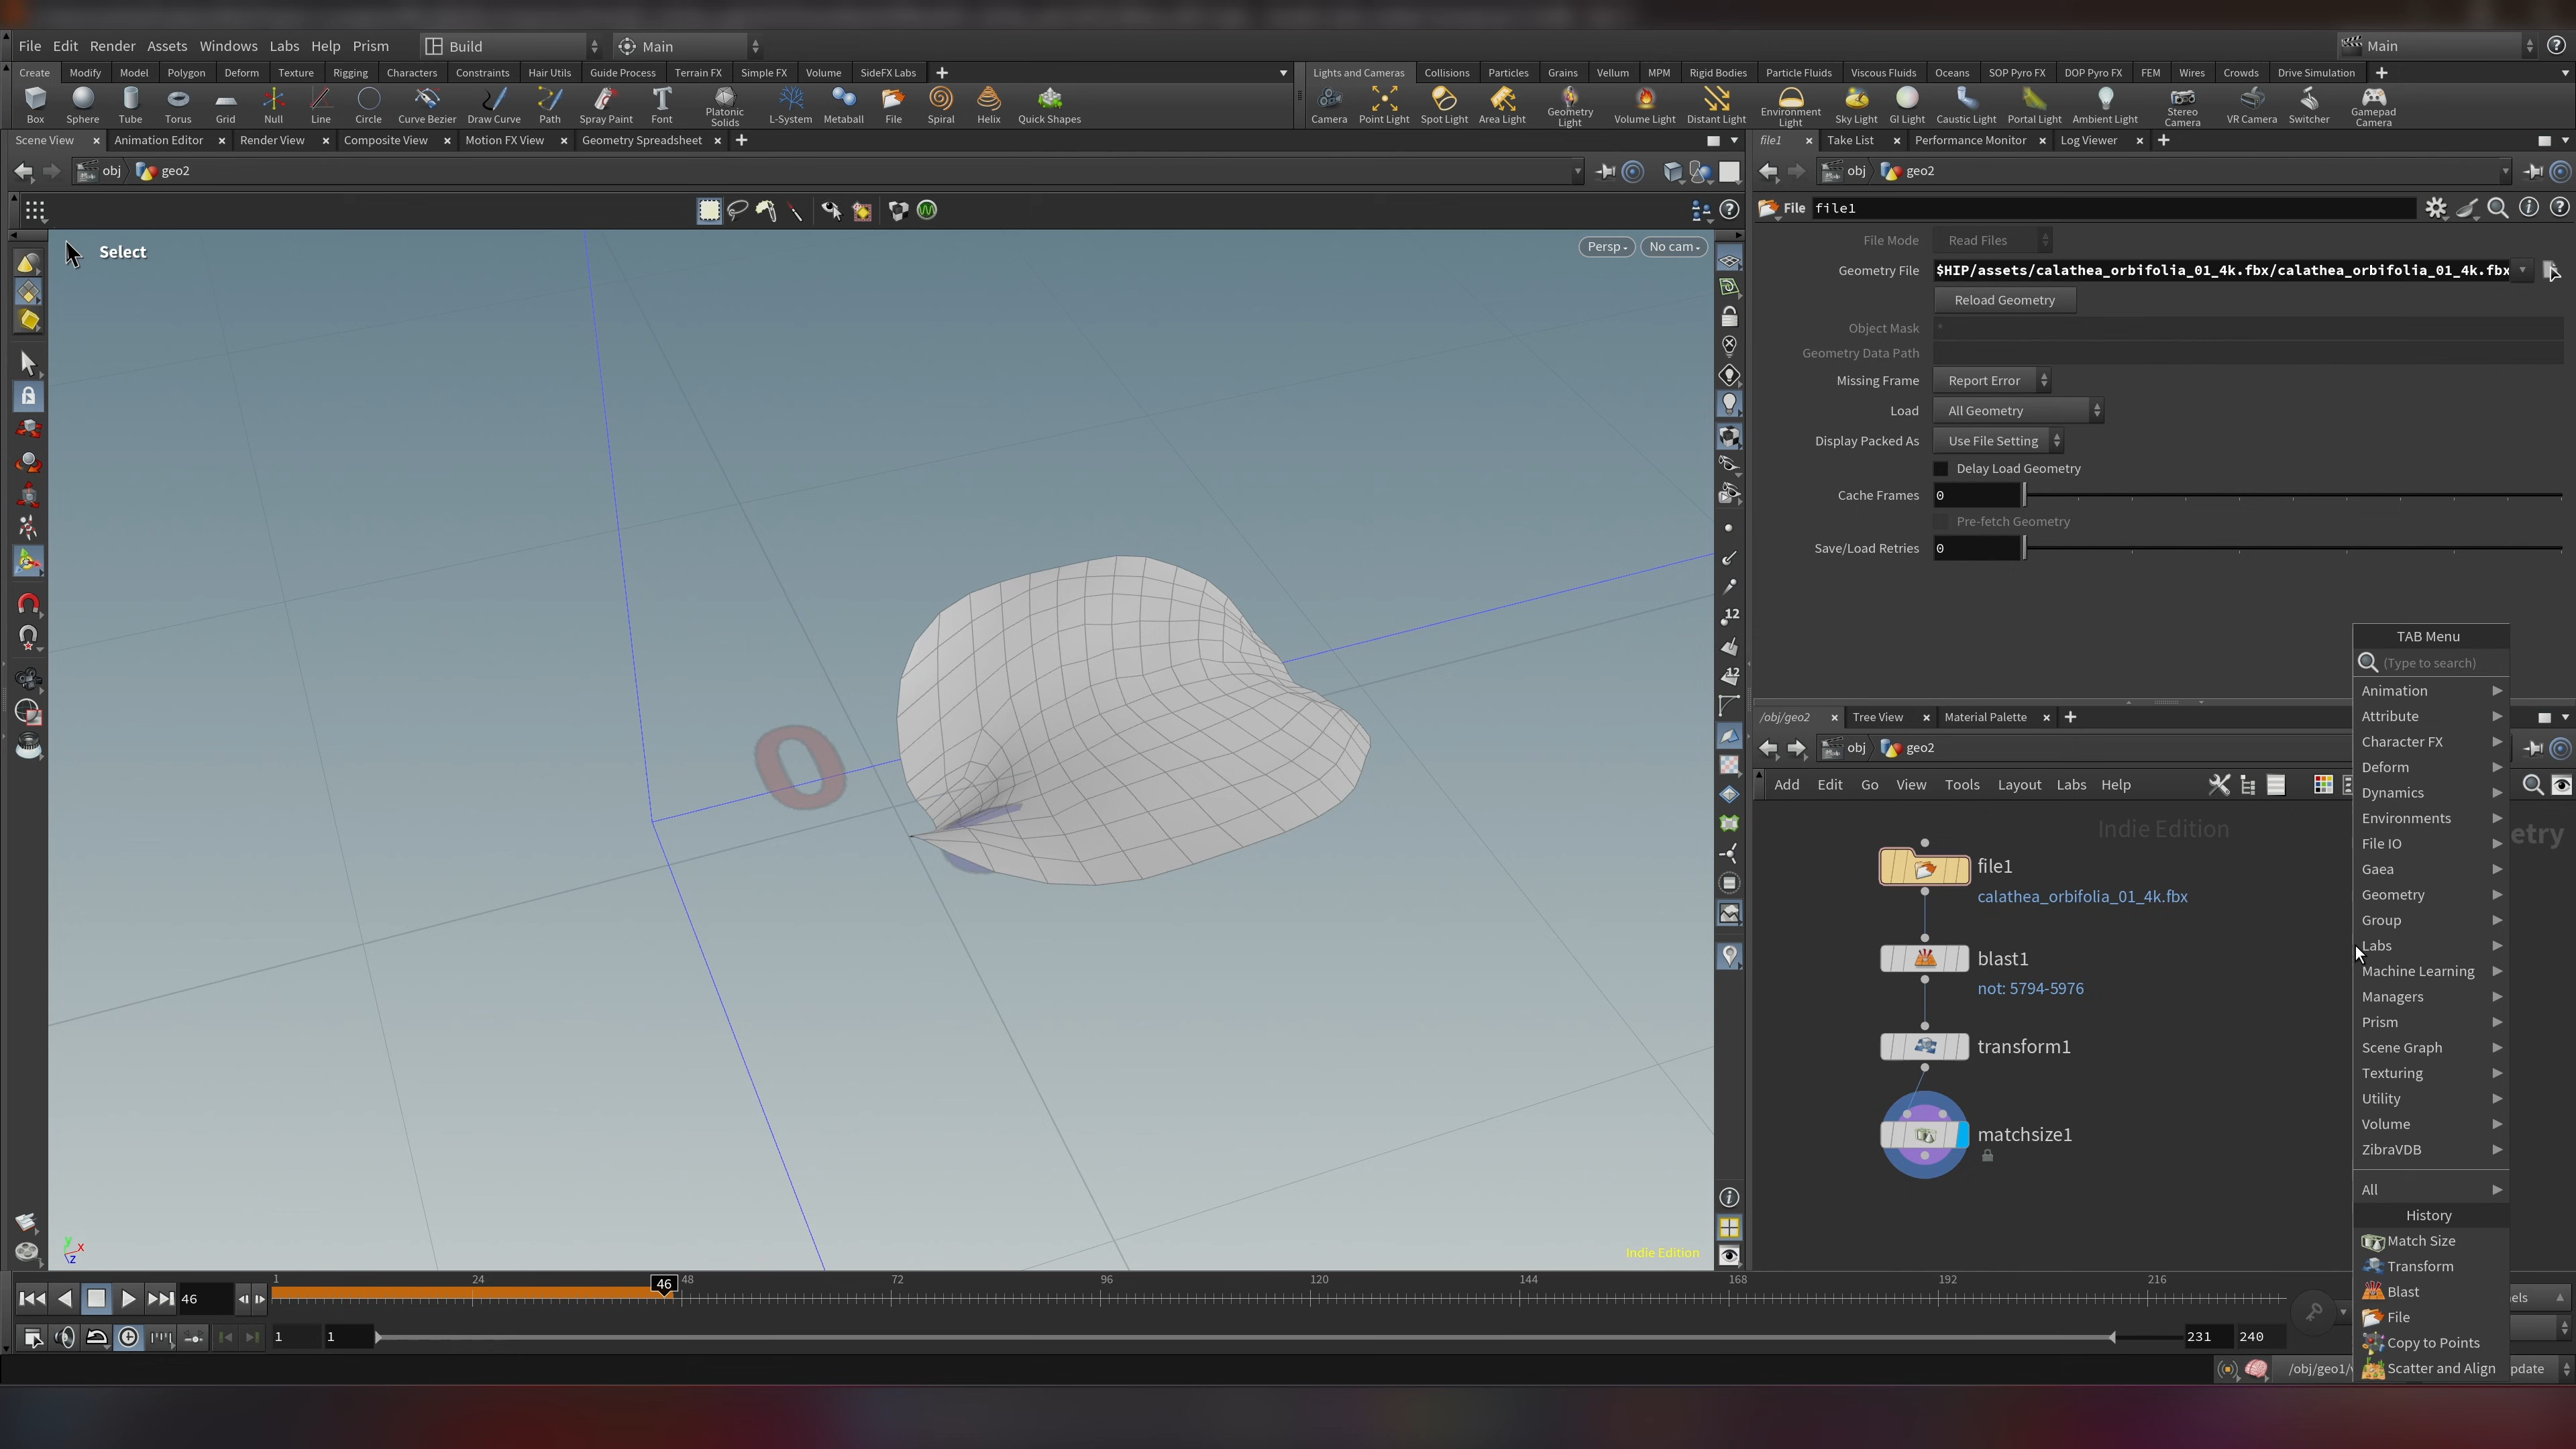 File Edit Render Assets Windows Labs Help Prism Build Main Main
Create Modify Model Polygon Deform Texture Rigging Characters Constraints Hair Utils Guide Process Terrain FX Simple FX Volume SideFX Labs
Lights and Cameras Collisions Particles Grains Vellum MPM Rigid Bodies Particle Fluids Viscous Fluids Oceans SOP Pyro FX DOP Pyro FX FEM Wires Crowds Drive Simulation
Box Sphere Tube Torus Grid Null Line Circle Curve Bezier Draw Curve Path Spray Paint Font Platonic Solids L-System Metaball File Spiral Helix Quick Shapes
Camera Point Light Spot Light Area Light Geometry Light Volume Light Distant Light Environment Light Sky Light GI Light Caustic Light Portal Light Ambient Light Stereo Camera VR Camera Switcher Gamepad Camera
Scene View Animation Editor Render View Composite View Motion FX View Geometry Spreadsheet
obj geo2
Select
Persp No cam
o
Indie Edition
y x z
12
12
file1 Take List Performance Monitor Log Viewer
obj geo2
File file1
File Mode Read Files
Geometry File $HIP/assets/calathea_orbifolia_01_4k.fbx/calathea_orbifolia_01_4k.fbx
Reload Geometry
Object Mask *
Geometry Data Path
Missing Frame Report Error
Load All Geometry
Display Packed As Use File Setting
Delay Load Geometry
Cache Frames 0
Pre-fetch Geometry
Save/Load Retries 0
/obj/geo2 Tree View Material Palette
obj geo2
Add Edit Go View Tools Layout Labs Help
Indie Edition
etry
file1
calathea_orbifolia_01_4k.fbx
blast1
not: 5794-5976
transform1
matchsize1
TAB Menu
(Type to search)
Animation
Attribute
Character FX
Deform
Dynamics
Environments
File IO
Gaea
Geometry
Group
Labs
Machine Learning
Managers
Prism
Scene Graph
Texturing
Utility
Volume
ZibraVDB
All
History
Match Size
Transform
Blast
File
Copy to Points
Scatter and Align
1 24 46 48 72 96 120 144 168 192 216
46
els
1 1 231 240
/obj/geo1/ pdate